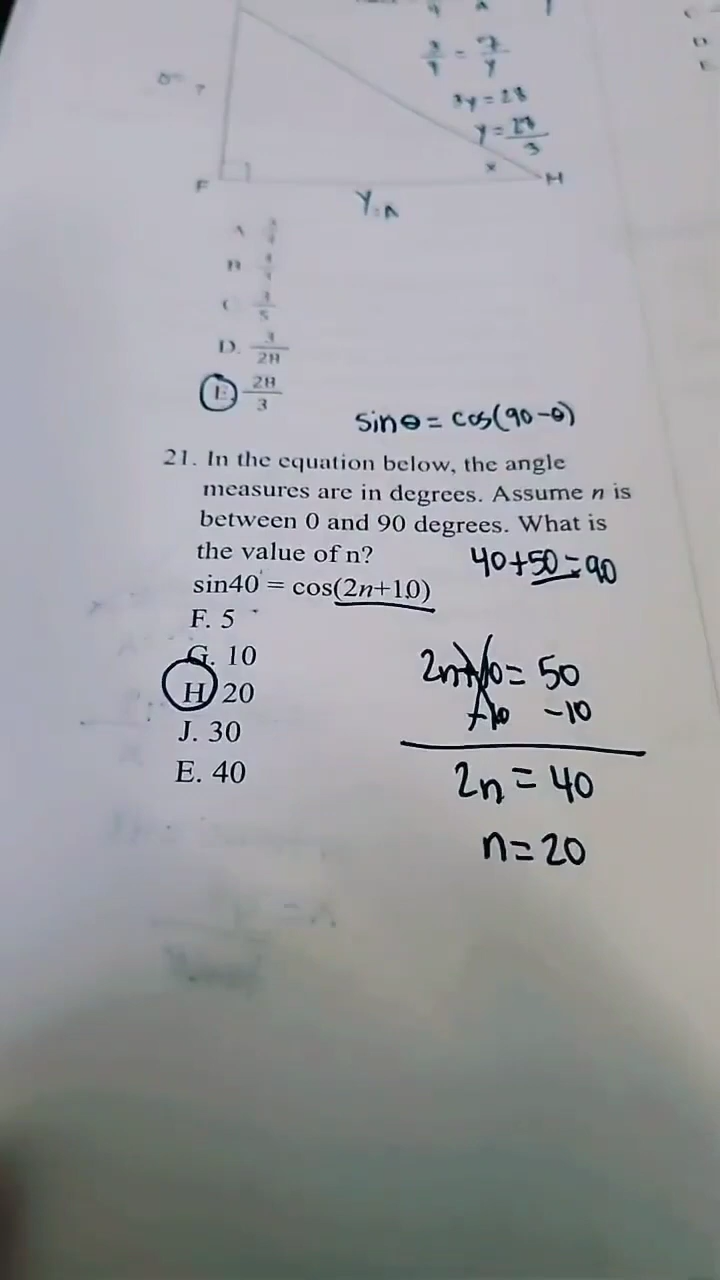 3y = 28
y = 28/3
x
F
H
D. 3/28
E. 28/3
sinθ = cos(90-θ)
21. In the equation below, the angle
measures are in degrees. Assume n is
between 0 and 90 degrees. What is
the value of n?
40+50=90
sin40 = cos(2n+10)
F. 5
G. 10
H 20
J. 30
E. 40
2n+10 = 50
-10 -10
2n = 40
n = 20